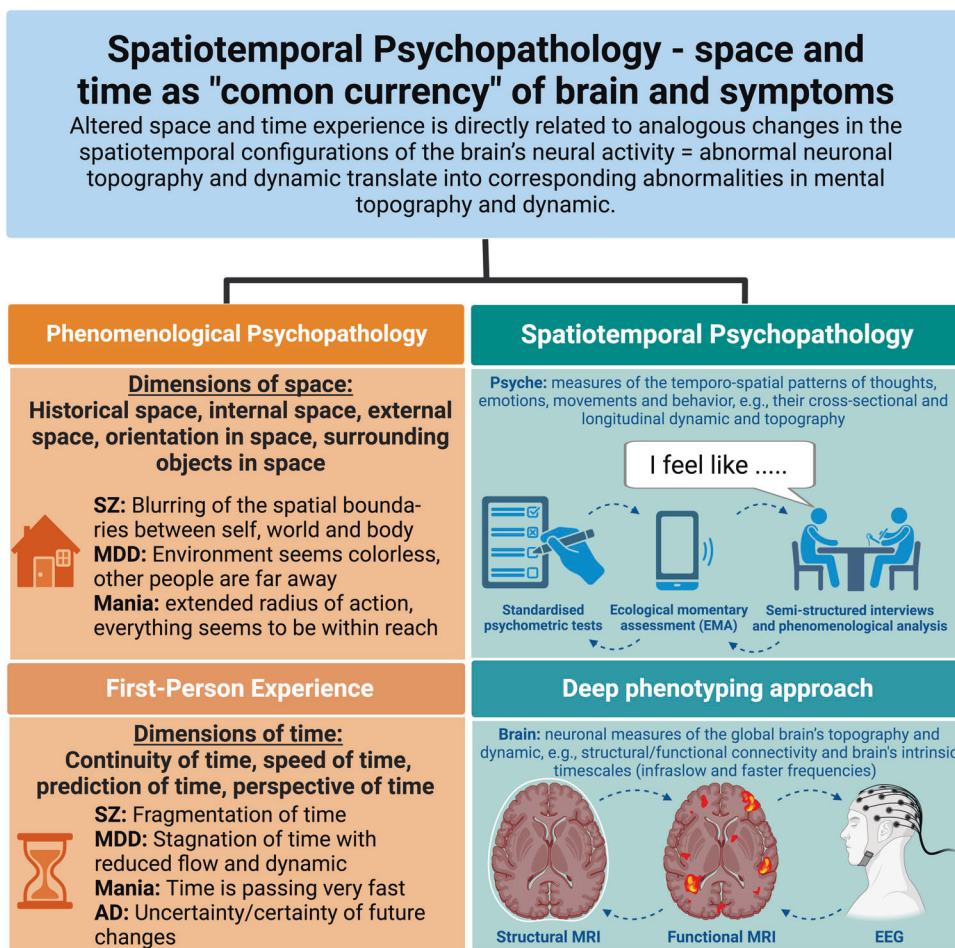 Spatiotemporal Psychopathology - space and
time as "comon currency" of brain and symptoms
Altered space and time experience is directly related to analogous changes in the
spatiotemporal configurations of the brain's neural activity = abnormal neuronal
topography and dynamic translate into corresponding abnormalities in mental
topography and dynamic.
Phenomenological Psychopathology
Dimensions of space:
Historical space, internal space, external
space, orientation in space, surrounding
objects in space
SZ: Blurring of the spatial bounda-
ries between self, world and body
MDD: Environment seems colorless,
other people are far away
Mania: extended radius of action,
everything seems to be within reach
First-Person Experience
Dimensions of time:
Continuity of time, speed of time,
prediction of time, perspective of time
SZ: Fragmentation of time
MDD: Stagnation of time with
reduced flow and dynamic
Mania: Time is passing very fast
AD: Uncertainty/certainty of future
changes
Spatiotemporal Psychopathology
Psyche: measures of the temporo-spatial patterns of thoughts,
emotions, movements and behavior, e.g., their cross-sectional and
longitudinal dynamic and topography
I feel like .....
Standardised
psychometric tests
Ecological momentary
assessment (EMA)
Semi-structured interviews
and phenomenological analysis
Deep phenotyping approach
Brain: neuronal measures of the global brain's topography and
dynamic, e.g., structural/functional connectivity and brain's intrinsic
timescales (infraslow and faster frequencies)
Structural MRI
Functional MRI
EEG